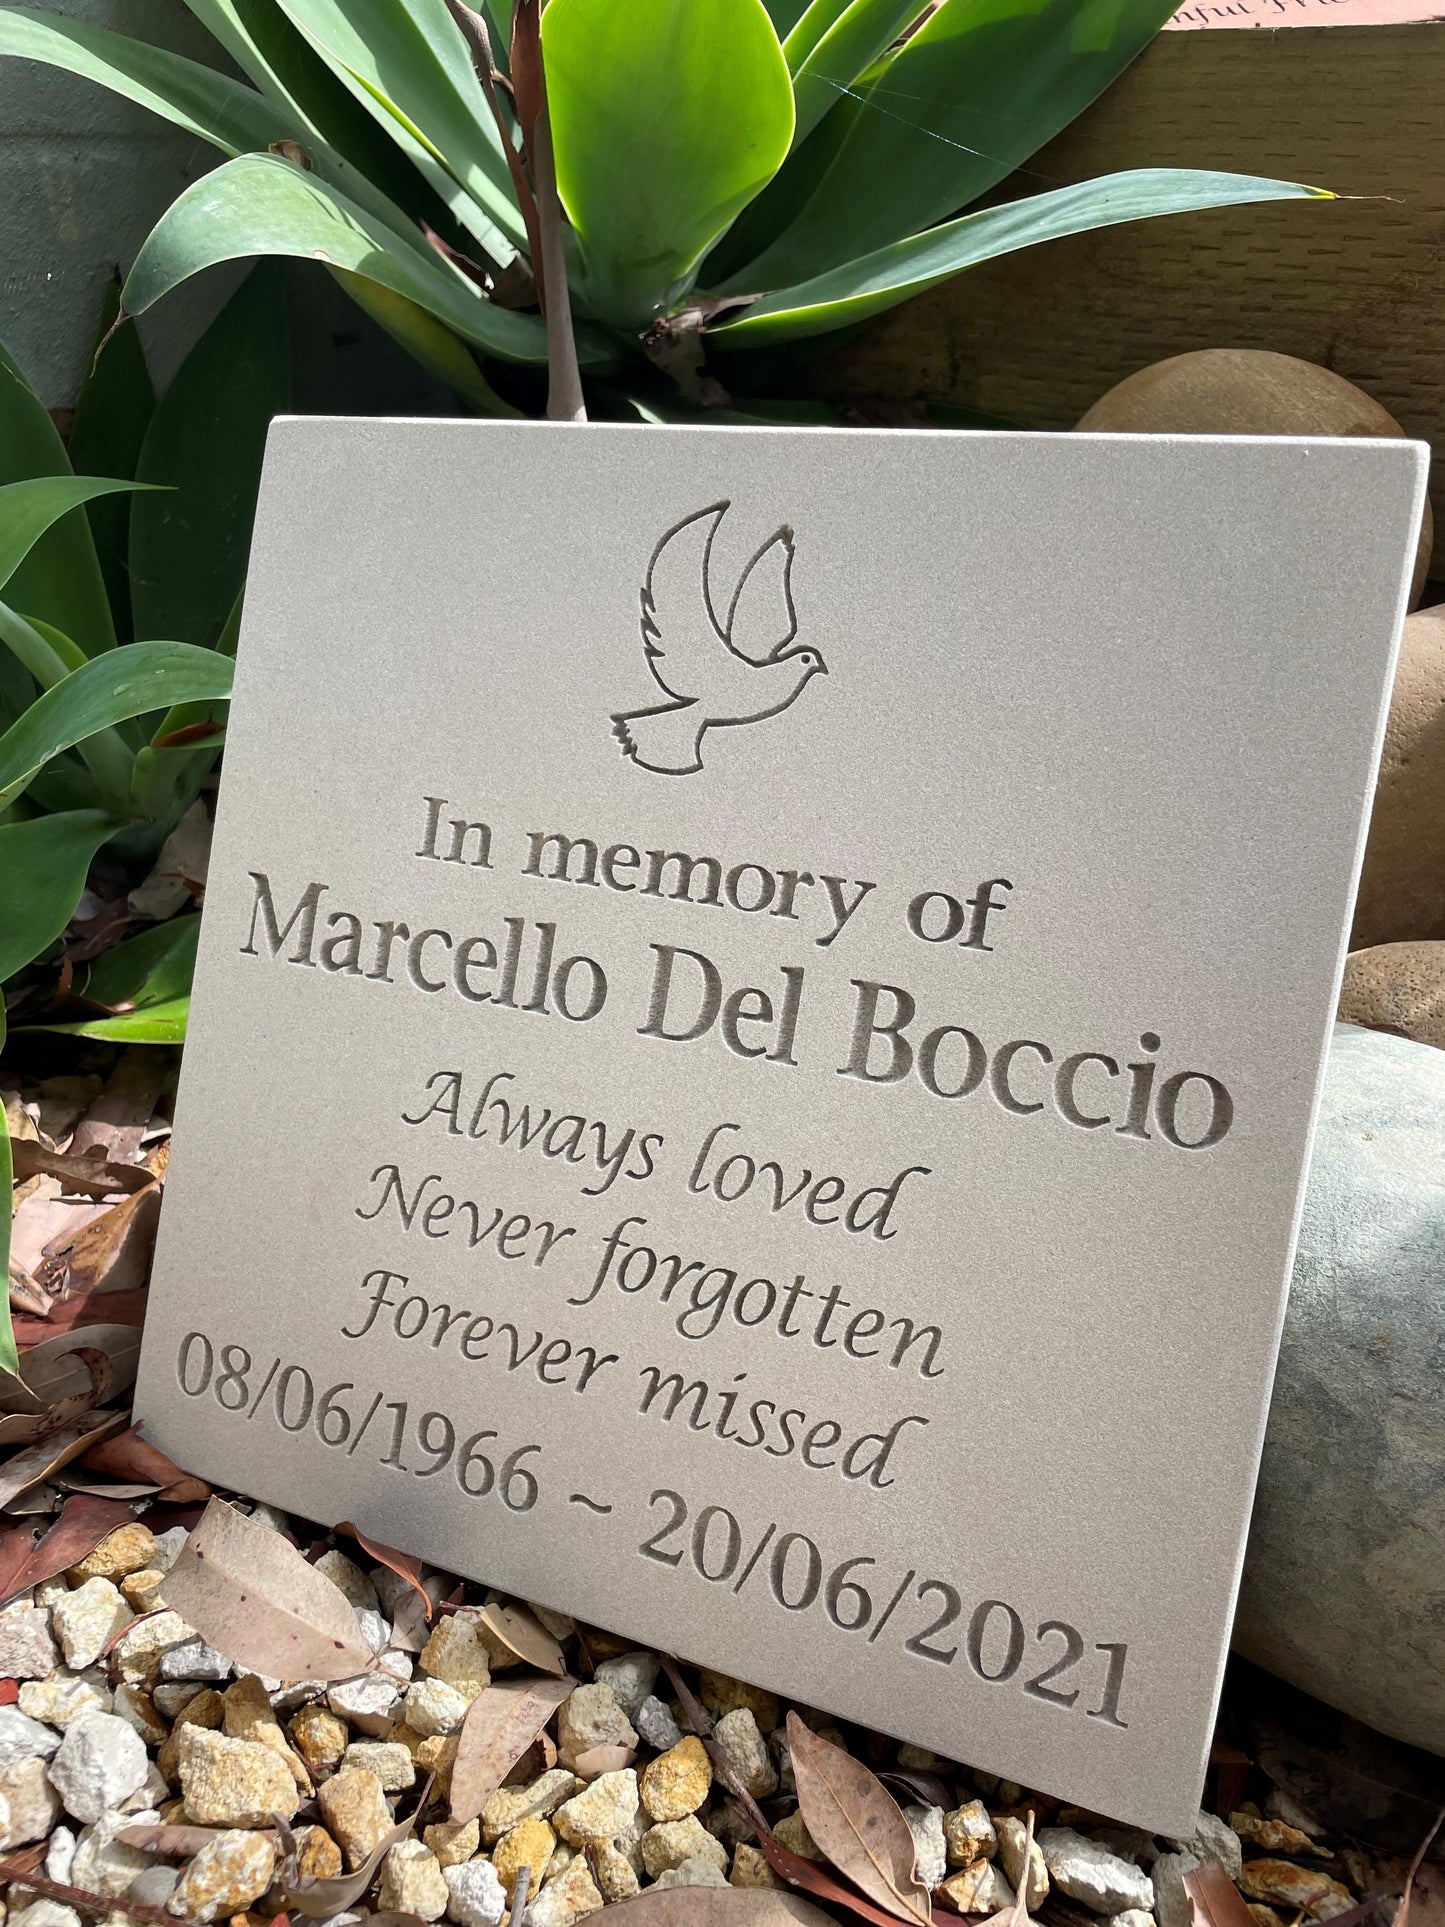 In memory of
Marcello Del Boccio
Always loved
Never forgotten
Forever missed
08/06/1966 ~ 20/06/2021